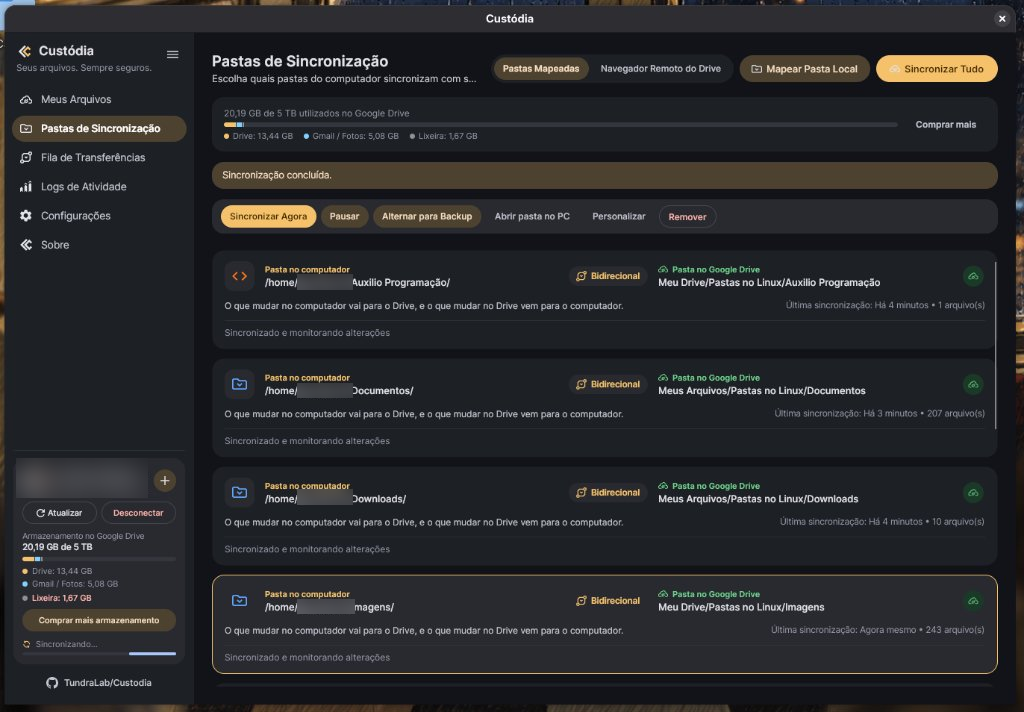 Custódia
Custódia
Seus arquivos. Sempre seguros.
Meus Arquivos
Pastas de Sincronização
Fila de Transferências
Logs de Atividade
Configurações
Sobre
Atualizar
Desconectar
Armazenamento no Google Drive
20,19 GB de 5 TB
Drive: 13,44 GB
Gmail / Fotos: 5,08 GB
Lixeira: 1,67 GB
Comprar mais armazenamento
Sincronizando...
TundraLab/Custodia
Pastas de Sincronização
Escolha quais pastas do computador sincronizam com s...
Pastas Mapeadas
Navegador Remoto do Drive
Mapear Pasta Local
Sincronizar Tudo
20,19 GB de 5 TB utilizados no Google Drive
Drive: 13,44 GB
Gmail / Fotos: 5,08 GB
Lixeira: 1,67 GB
Comprar mais
Sincronização concluída.
Sincronizar Agora
Pausar
Alternar para Backup
Abrir pasta no PC
Personalizar
Remover
Pasta no computador
/home/ Auxilio Programação/
Bidirecional
Pasta no Google Drive
Meu Drive/Pastas no Linux/Auxilio Programação
O que mudar no computador vai para o Drive, e o que mudar no Drive vem para o computador.
Última sincronização: Há 4 minutos • 1 arquivo(s)
Sincronizado e monitorando alterações
Pasta no computador
/home/ Documentos/
Bidirecional
Pasta no Google Drive
Meus Arquivos/Pastas no Linux/Documentos
O que mudar no computador vai para o Drive, e o que mudar no Drive vem para o computador.
Última sincronização: Há 3 minutos • 207 arquivo(s)
Sincronizado e monitorando alterações
Pasta no computador
/home/ Downloads/
Bidirecional
Pasta no Google Drive
Meus Arquivos/Pastas no Linux/Downloads
O que mudar no computador vai para o Drive, e o que mudar no Drive vem para o computador.
Última sincronização: Há 4 minutos • 10 arquivo(s)
Sincronizado e monitorando alterações
Pasta no computador
/home/ magens/
Bidirecional
Pasta no Google Drive
Meu Drive/Pastas no Linux/Imagens
O que mudar no computador vai para o Drive, e o que mudar no Drive vem para o computador.
Última sincronização: Agora mesmo • 243 arquivo(s)
Sincronizado e monitorando alterações